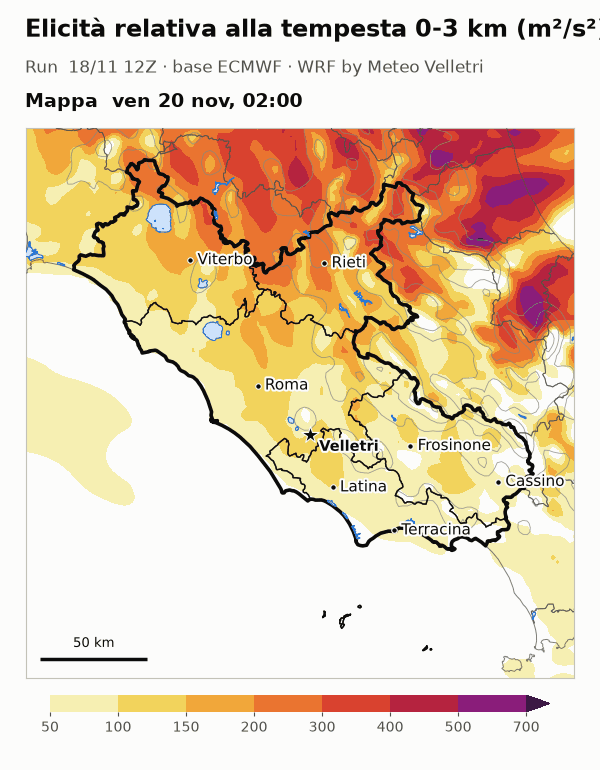 Elicità relativa alla tempesta 0-3 km (m²/s²)
Run 18/11 12Z · base ECMWF · WRF by Meteo Velletri
Mappa ven 20 nov, 02:00
Viterbo
Rieti
Roma
Velletri
Frosinone
Cassino
Latina
Terracina
50 km
50 100 150 200 300 400 500 700